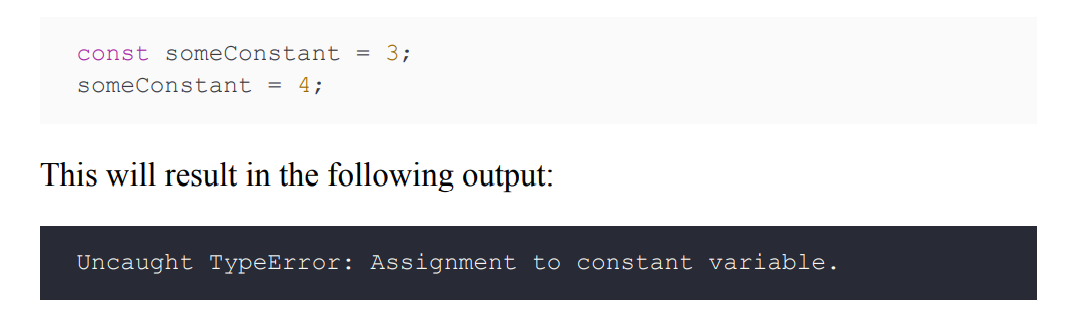 const someConstant = 3;
someConstant = 4;
This will result in the following output:
Uncaught TypeError: Assignment to constant variable.